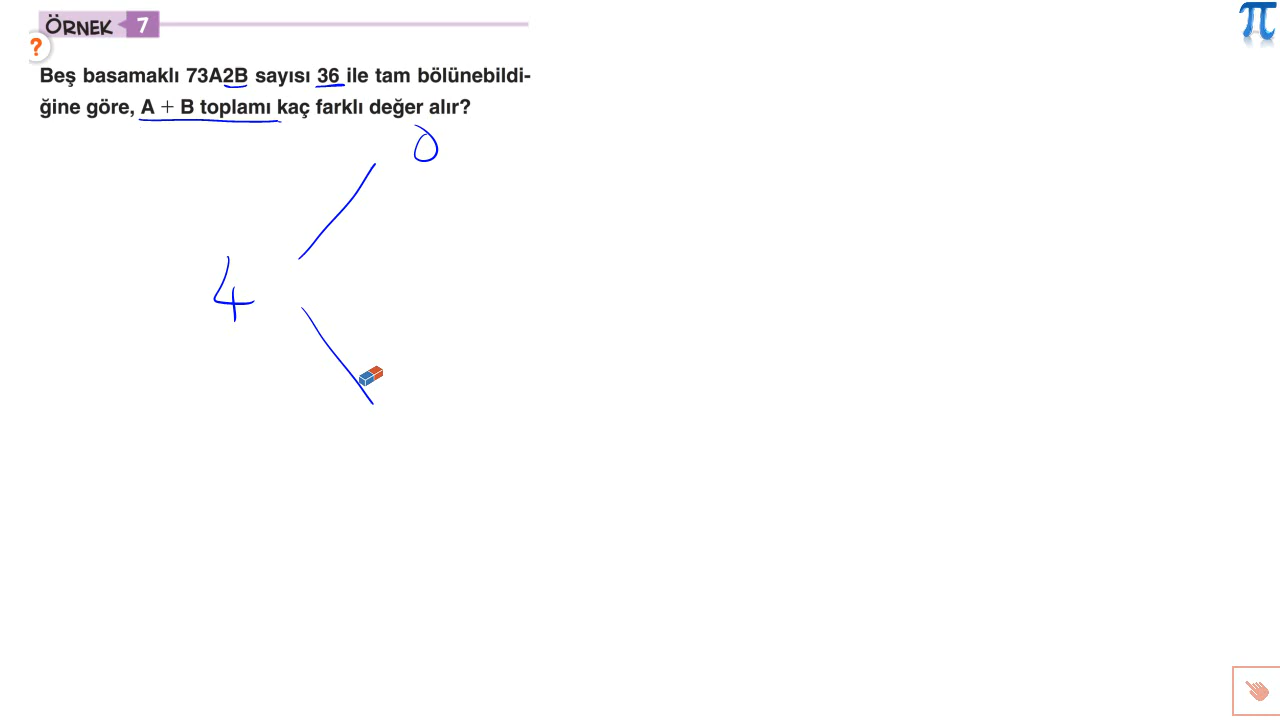 ÖRNEK 7
?
Beş basamaklı 73A2B sayısı 36 ile tam bölünebildi-
ğine göre, A + B toplamı kaç farklı değer alır?
0
4
π